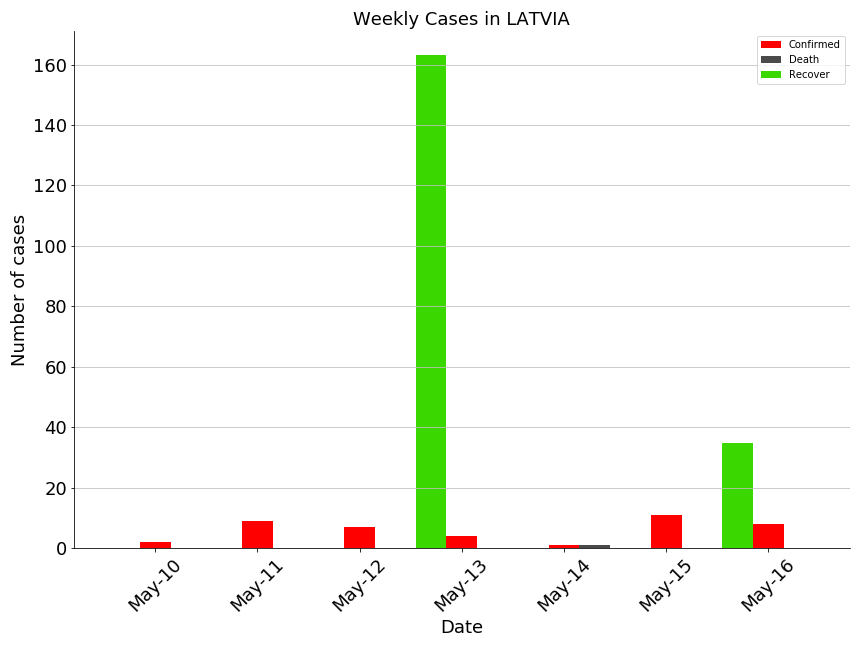 Weekly Cases in LATVIA
Confirmed
Death
Recover
Number of cases
160
140
120
100
80
60
40
20
0
May-10
May-11
May-12
May-13
May-14
May-15
May-16
Date